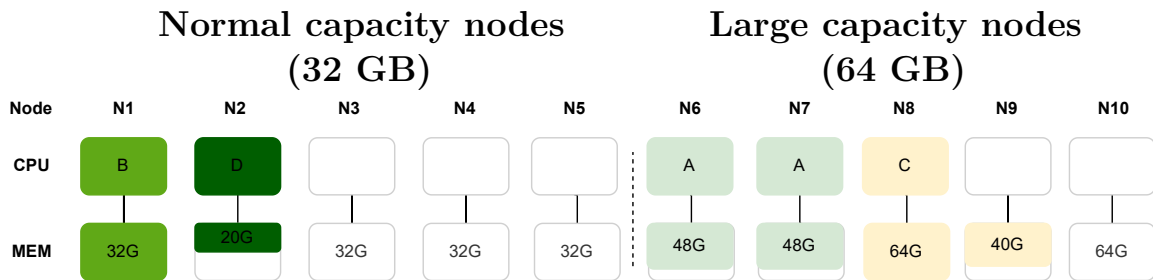 Normal capacity nodes
(32 GB)
Large capacity nodes
(64 GB)
Node N1 N2 N3 N4 N5 N6 N7 N8 N9 N10
CPU B D A A C
MEM 32G 20G 32G 32G 32G 48G 48G 64G 40G 64G